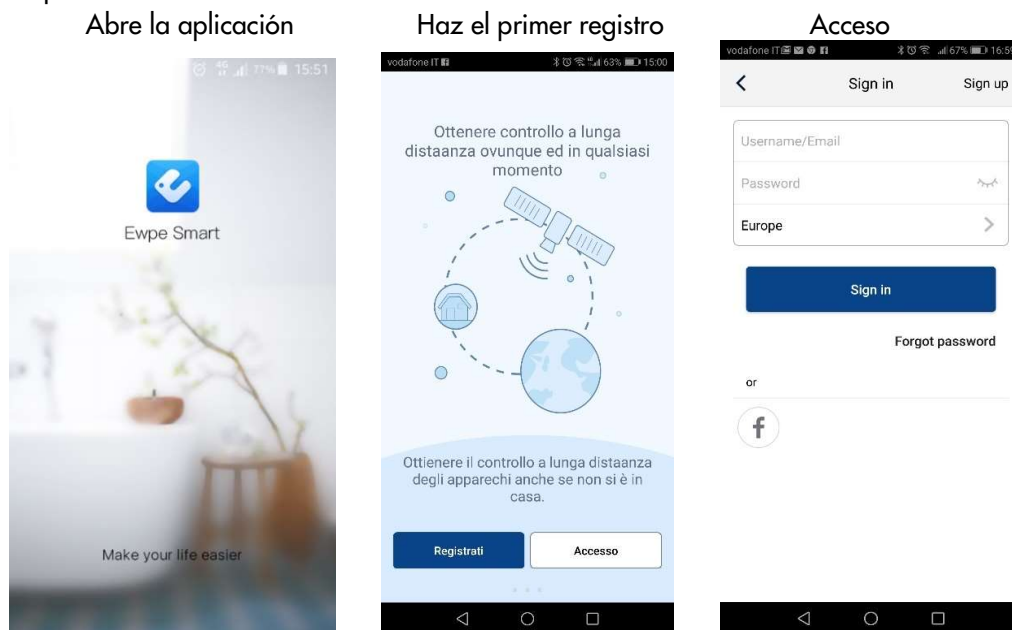 Abre la aplicación
Haz el primer registro
Acceso
4G 77% 15:51
Ewpe Smart
Make your life easier
vodafone IT 63% 15:00
Ottenere controllo a lunga
distaanza ovunque ed in qualsiasi
momento
Ottienere il controllo a lunga distaanza
degli apparechi anche se non si è in
casa.
Registrati
Accesso
vodafone IT 67% 16:59
Sign in
Sign up
Username/Email
Password
Europe
Sign in
Forgot password
or
f